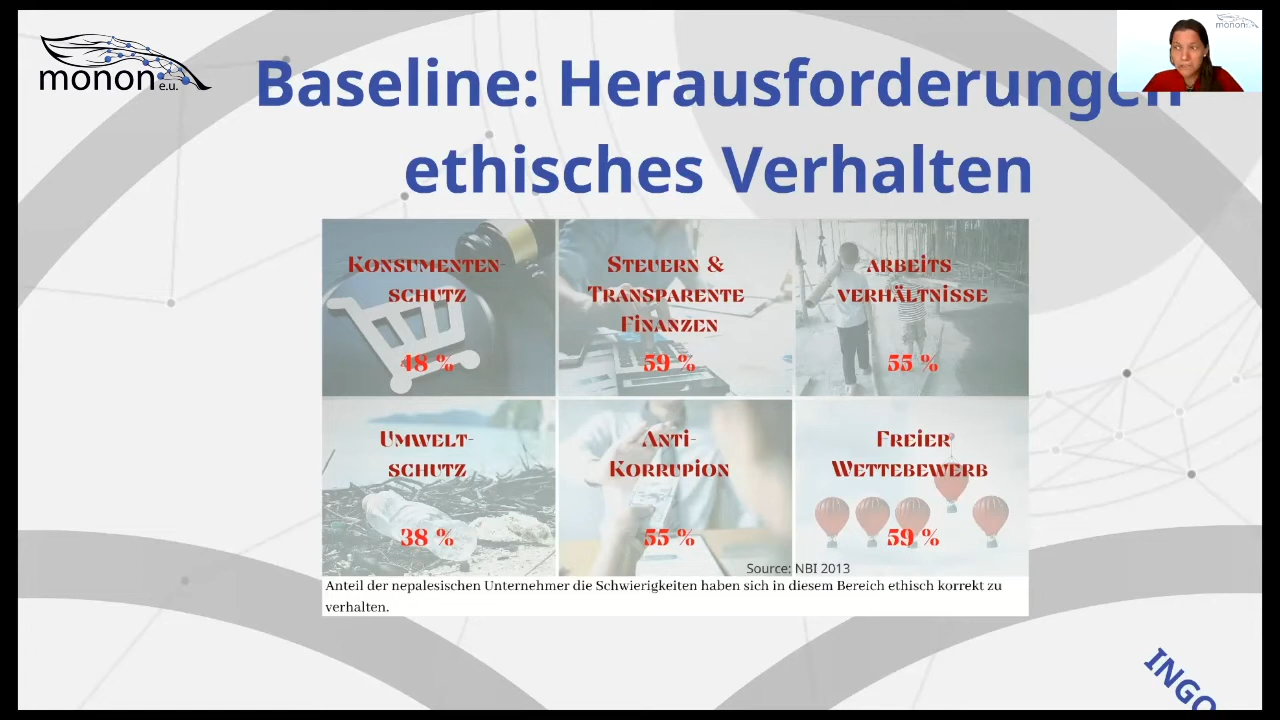 monon e.u.
monon
Baseline: Herausforderungen
ethisches Verhalten
Konsumenten-
schutz
48 %
Steuern &
Transparente
Finanzen
59 %
Arbeits
verhältnisse
55 %
Umwelt-
schutz
38 %
Anti-
Korrupion
55 %
Freier
Wettebewerb
59 %
Source: NBI 2013
Anteil der nepalesischen Unternehmer die Schwierigkeiten haben sich in diesem Bereich ethisch korrekt zu
verhalten.
INGO